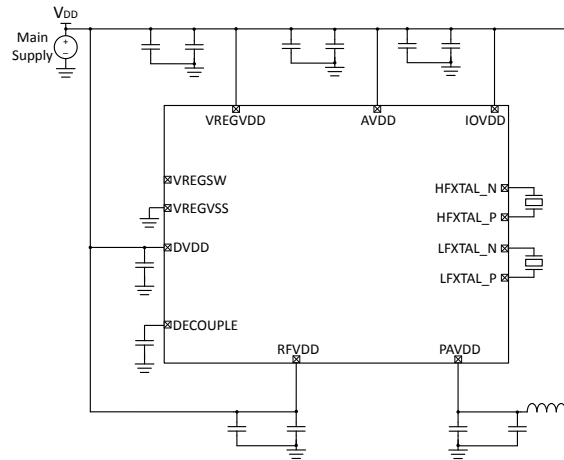 VDD
Main
Supply
VREGVDD
AVDD
IOVDD
VREGSW
HFXTAL_N
VREGVSS
HFXTAL_P
DVDD
LFXTAL_N
LFXTAL_P
DECOUPLE
RFVDD
PAVDD